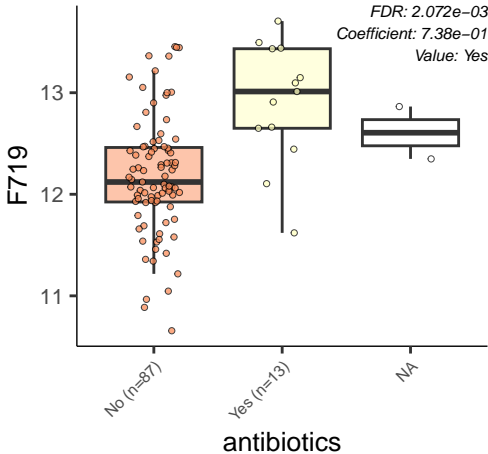 FDR: 2.072e−03
Coefficient: 7.38e−01
Value: Yes
F719
13
12
11
No (n=87)
Yes (n=13)
NA
antibiotics